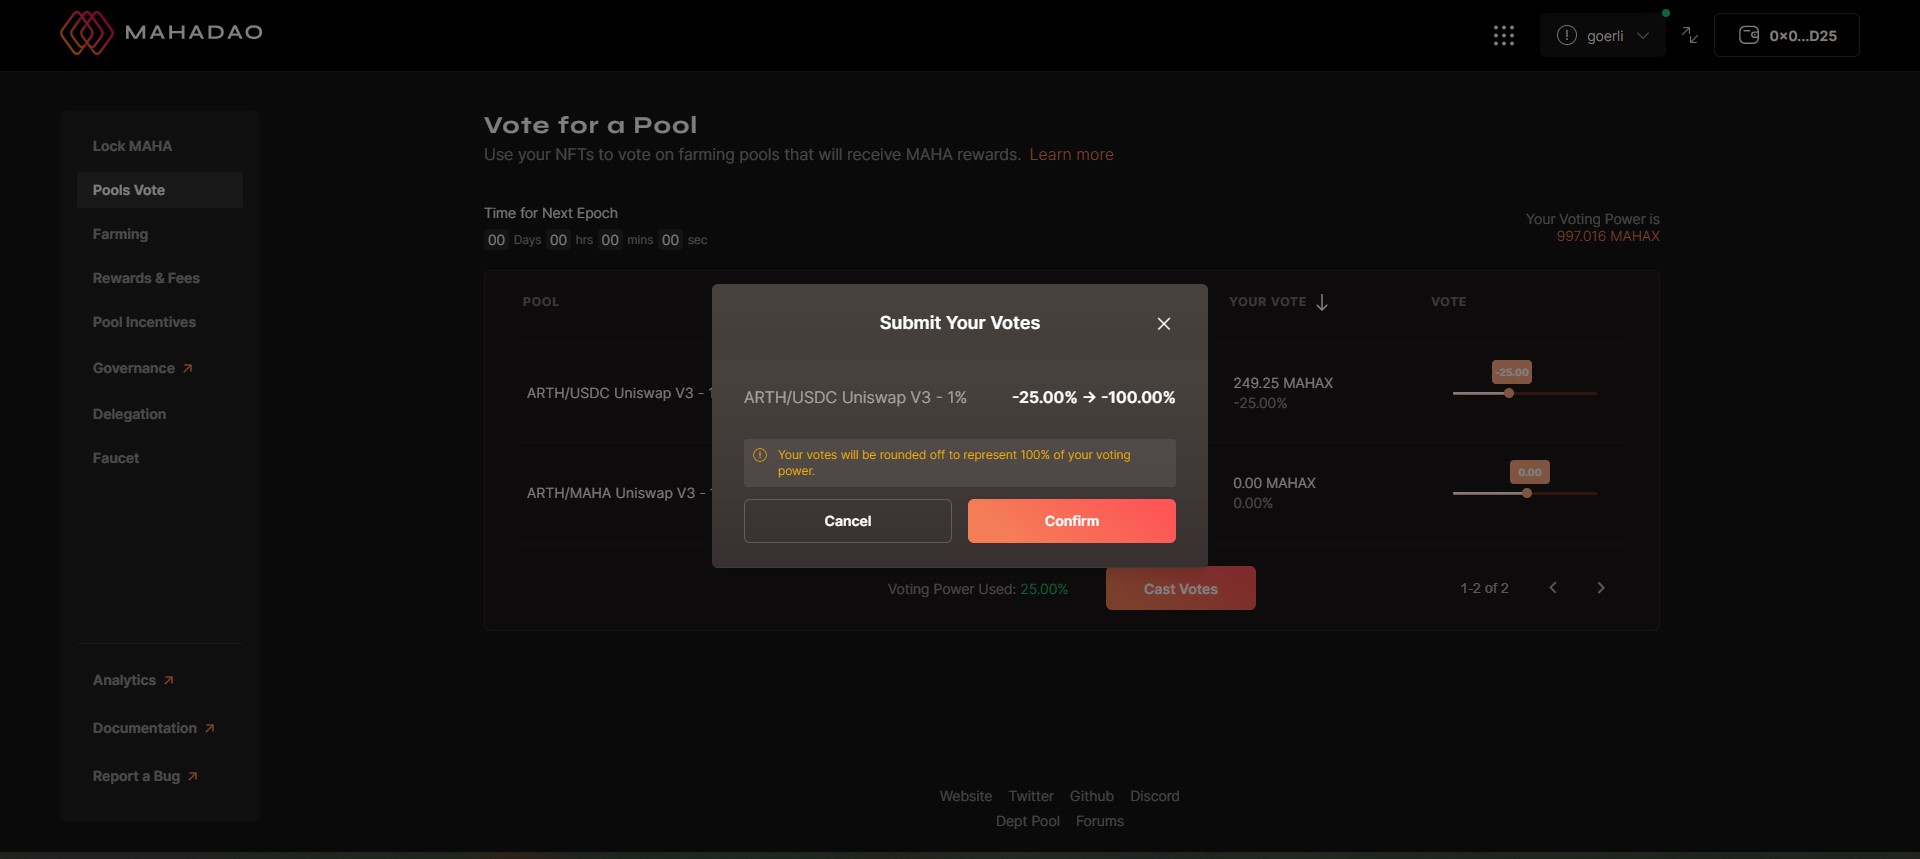 MAHADAO
goerli
0×0...D25
Lock MAHA
Pools Vote
Farming
Rewards & Fees
Pool Incentives
Governance
Delegation
Faucet
Analytics
Documentation
Report a Bug
Vote for a Pool
Use your NFTs to vote on farming pools that will receive MAHA rewards. Learn more
Time for Next Epoch
00 Days 00 hrs 00 mins 00 sec
Your Voting Power is
997.016 MAHAX
POOL YOUR VOTE VOTE
ARTH/USDC Uniswap V3 - 1
249.25 MAHAX
-25.00%
-25.00
ARTH/MAHA Uniswap V3 - 1
0.00 MAHAX
0.00%
0.00
Submit Your Votes
ARTH/USDC Uniswap V3 - 1% -25.00% → -100.00%
Your votes will be rounded off to represent 100% of your voting
power.
Cancel Confirm
Voting Power Used: 25.00% Cast Votes 1-2 of 2
Website Twitter Github Discord
Dept Pool Forums